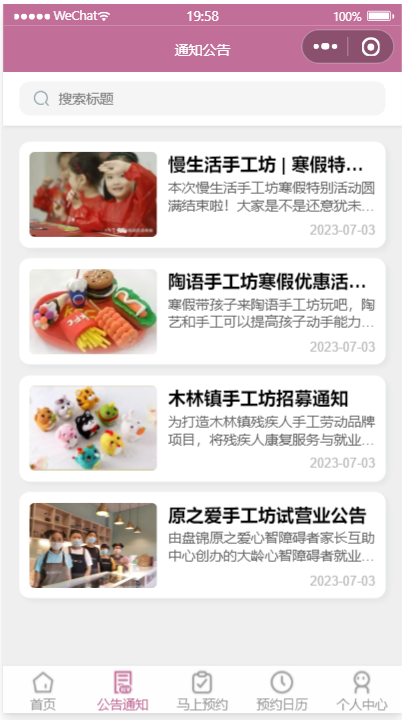 WeChat 19:58 100%
通知公告
搜索标题
慢生活手工坊 | 寒假特...
本次慢生活手工坊寒假特别活动圆
满结束啦！大家是不是还意犹未...
2023-07-03
陶语手工坊寒假优惠活...
寒假带孩子来陶语手工坊玩吧，陶
艺和手工可以提高孩子动手能力...
2023-07-03
木林镇手工坊招募通知
为打造木林镇残疾人手工劳动品牌
项目，将残疾人康复服务与就业...
2023-07-03
原之爱手工坊试营业公告
由盘锦原之爱心智障碍者家长互助
中心创办的大龄心智障碍者就业...
2023-07-03
首页 公告通知 马上预约 预约日历 个人中心